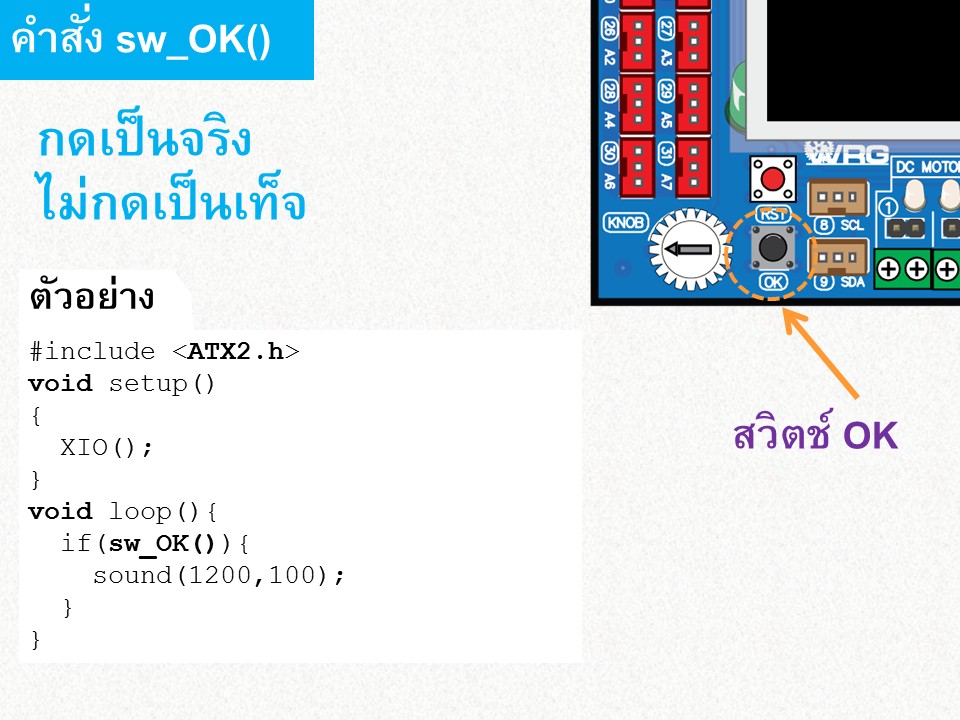 คำสั่ง sw_OK()
กดเป็นจริง
ไม่กดเป็นเท็จ
ตัวอย่าง
#include <ATX2.h>
void setup()
{
  XIO();
}
void loop(){
  if(sw_OK()){
    sound(1200,100);
  }
}
26 A2
27 A3
28 A4
29 A5
30 A6
31 A7
WRG
DC MOTO
RST
1
8 SCL
KNOB
OK
9 SDA
สวิตช์ OK